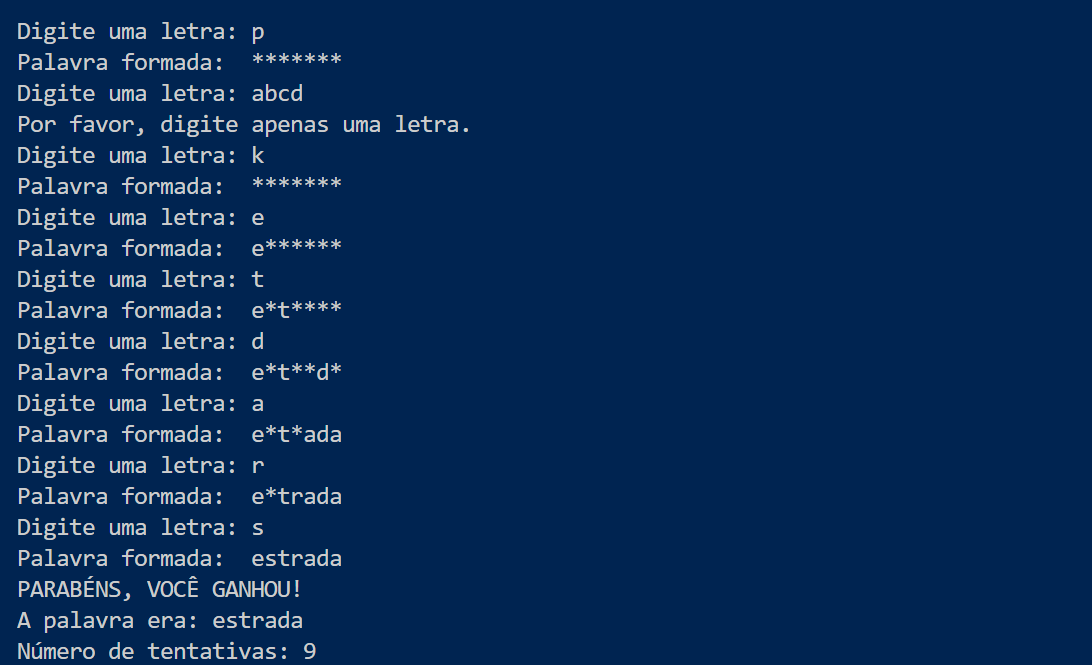 Digite uma letra: p
Palavra formada:  *******
Digite uma letra: abcd
Por favor, digite apenas uma letra.
Digite uma letra: k
Palavra formada:  *******
Digite uma letra: e
Palavra formada:  e******
Digite uma letra: t
Palavra formada:  e*t****
Digite uma letra: d
Palavra formada:  e*t**d*
Digite uma letra: a
Palavra formada:  e*t*ada
Digite uma letra: r
Palavra formada:  e*trada
Digite uma letra: s
Palavra formada:  estrada
PARABÉNS, VOCÊ GANHOU!
A palavra era: estrada
Número de tentativas: 9